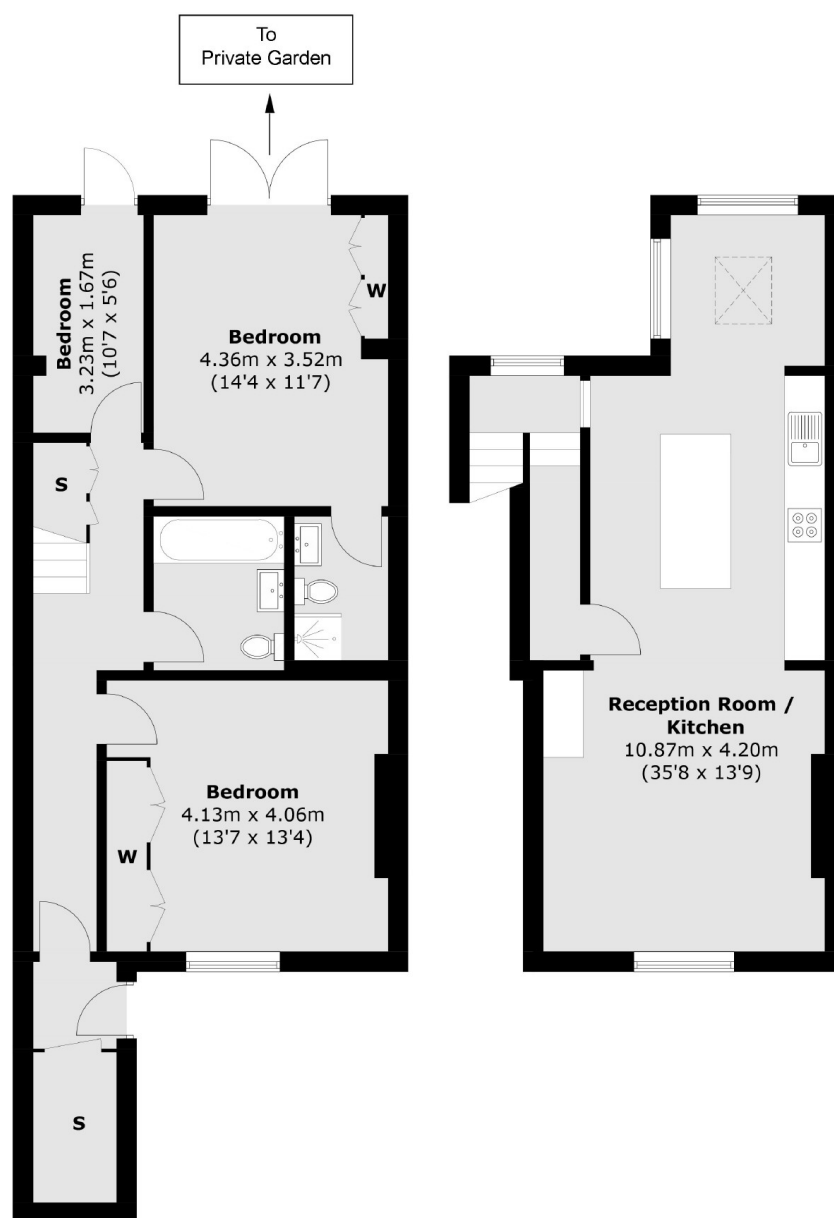 To
Private Garden
Bedroom
3.23m x 1.67m
(10'7 x 5'6)
Bedroom
4.36m x 3.52m
(14'4 x 11'7)
W
S
Bedroom
4.13m x 4.06m
(13'7 x 13'4)
W
S
Reception Room /
Kitchen
10.87m x 4.20m
(35'8 x 13'9)